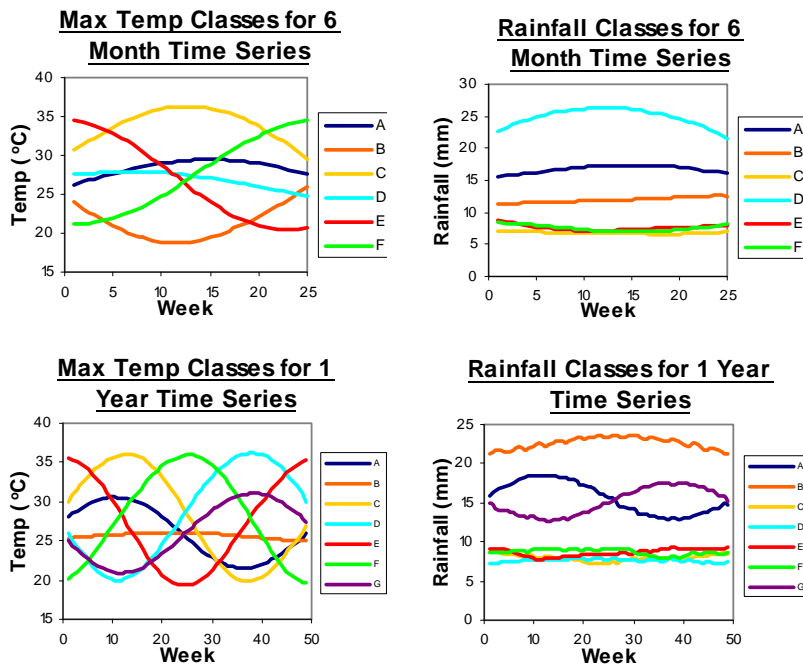 Max Temp Classes for 6
Month Time Series
40
35
30
25
20
15
Temp (°C)
0 5 10 15 20 25
Week
A
B
C
D
E
F
Rainfall Classes for 6
Month Time Series
30
25
20
15
10
5
0
Rainfall (mm)
0 5 10 15 20 25
Week
A
B
C
D
E
F
Max Temp Classes for 1
Year Time Series
40
35
30
25
20
15
Temp (°C)
0 10 20 30 40 50
Week
A
B
C
D
E
F
G
Rainfall Classes for 1 Year
Time Series
25
20
15
10
5
0
Rainfall (mm)
0 10 20 30 40 50
Week
A
B
C
D
E
F
G